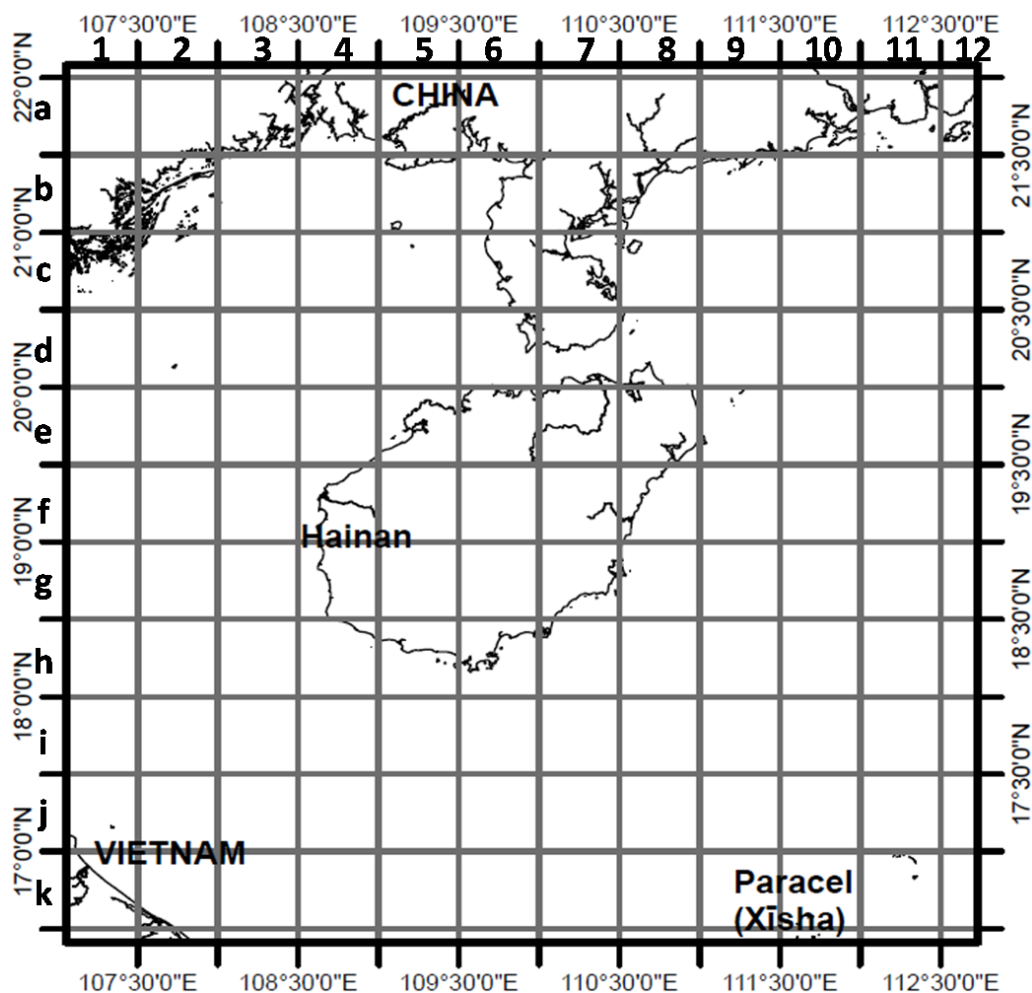 107°30'0"E 108°30'0"E 109°30'0"E 110°30'0"E 111°30'0"E 112°30'0"E
1 2 3 4 5 6 7 8 9 10 11 12
22°0'0"N
a
CHINA
21°30'0"N
b
21°0'0"N
c
20°30'0"N
d
20°0'0"N
e
19°30'0"N
f
Hainan
19°0'0"N
g
18°30'0"N
h
18°0'0"N
i
17°30'0"N
j
VIETNAM
17°0'0"N
k
Paracel
(Xīsha)
107°30'0"E 108°30'0"E 109°30'0"E 110°30'0"E 111°30'0"E 112°30'0"E